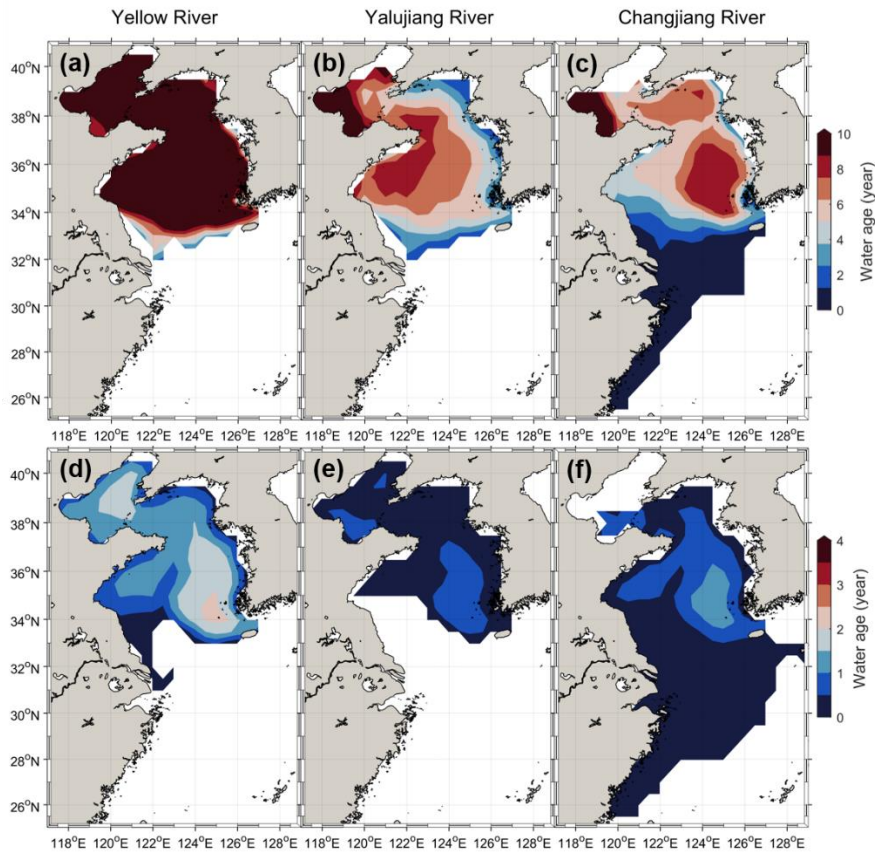 Yellow River Yalujiang River Changjiang River
(a) (b) (c)
40°N
38°N
36°N
34°N
32°N
30°N
28°N
26°N
10
8
6
4
2
0
Water age (year)
118°E 120°E 122°E 124°E 126°E 128°E 118°E 120°E 122°E 124°E 126°E 128°E 118°E 120°E 122°E 124°E 126°E 128°E
(d) (e) (f)
40°N
38°N
36°N
34°N
32°N
30°N
28°N
26°N
4
3
2
1
0
Water age (year)
118°E 120°E 122°E 124°E 126°E 128°E 118°E 120°E 122°E 124°E 126°E 128°E 118°E 120°E 122°E 124°E 126°E 128°E